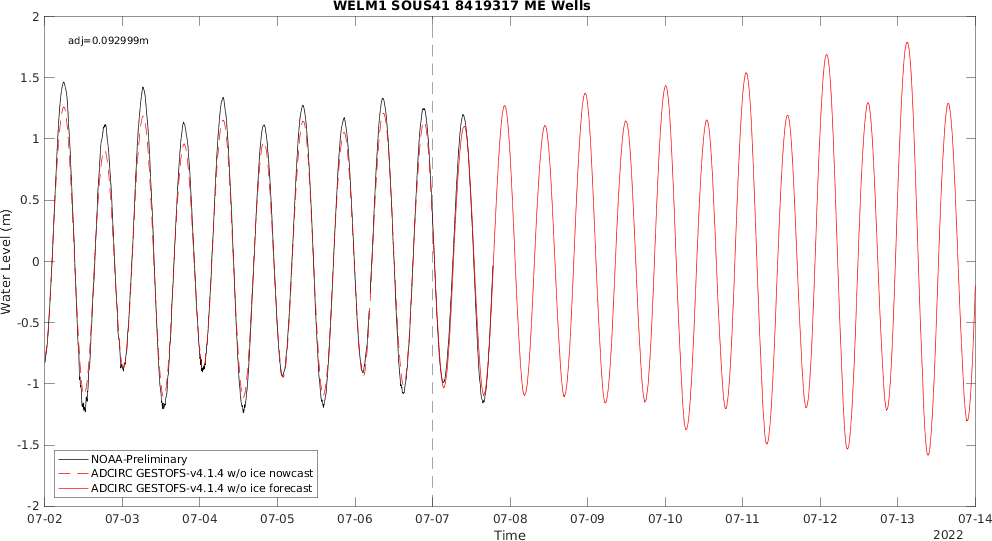 WELM1 SOUS41 8419317 ME Wells
adj=0.092999m
2
1.5
1
0.5
0
-0.5
-1
-1.5
-2
Water Level (m)
NOAA-Preliminary
ADCIRC GESTOFS-v4.1.4 w/o ice nowcast
ADCIRC GESTOFS-v4.1.4 w/o ice forecast
07-02 07-03 07-04 07-05 07-06 07-07 07-08 07-09 07-10 07-11 07-12 07-13 07-14
Time
2022